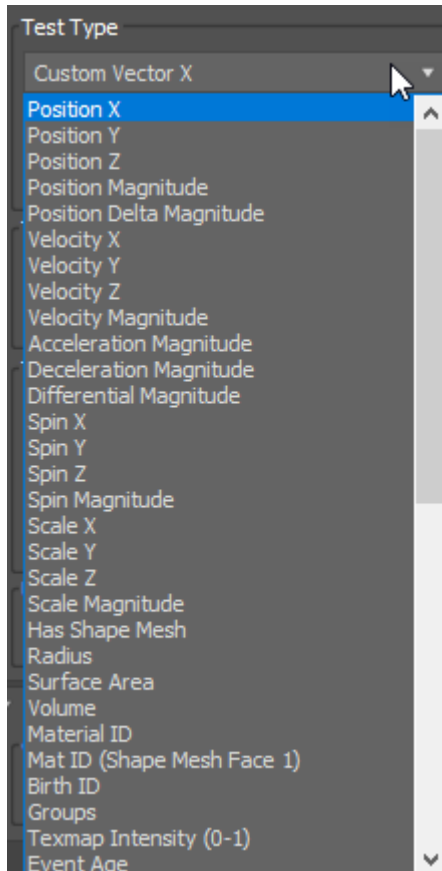 Test Type
Custom Vector X
Position X
Position Y
Position Z
Position Magnitude
Position Delta Magnitude
Velocity X
Velocity Y
Velocity Z
Velocity Magnitude
Acceleration Magnitude
Deceleration Magnitude
Differential Magnitude
Spin X
Spin Y
Spin Z
Spin Magnitude
Scale X
Scale Y
Scale Z
Scale Magnitude
Has Shape Mesh
Radius
Surface Area
Volume
Material ID
Mat ID (Shape Mesh Face 1)
Birth ID
Groups
Texmap Intensity (0-1)
Event Age